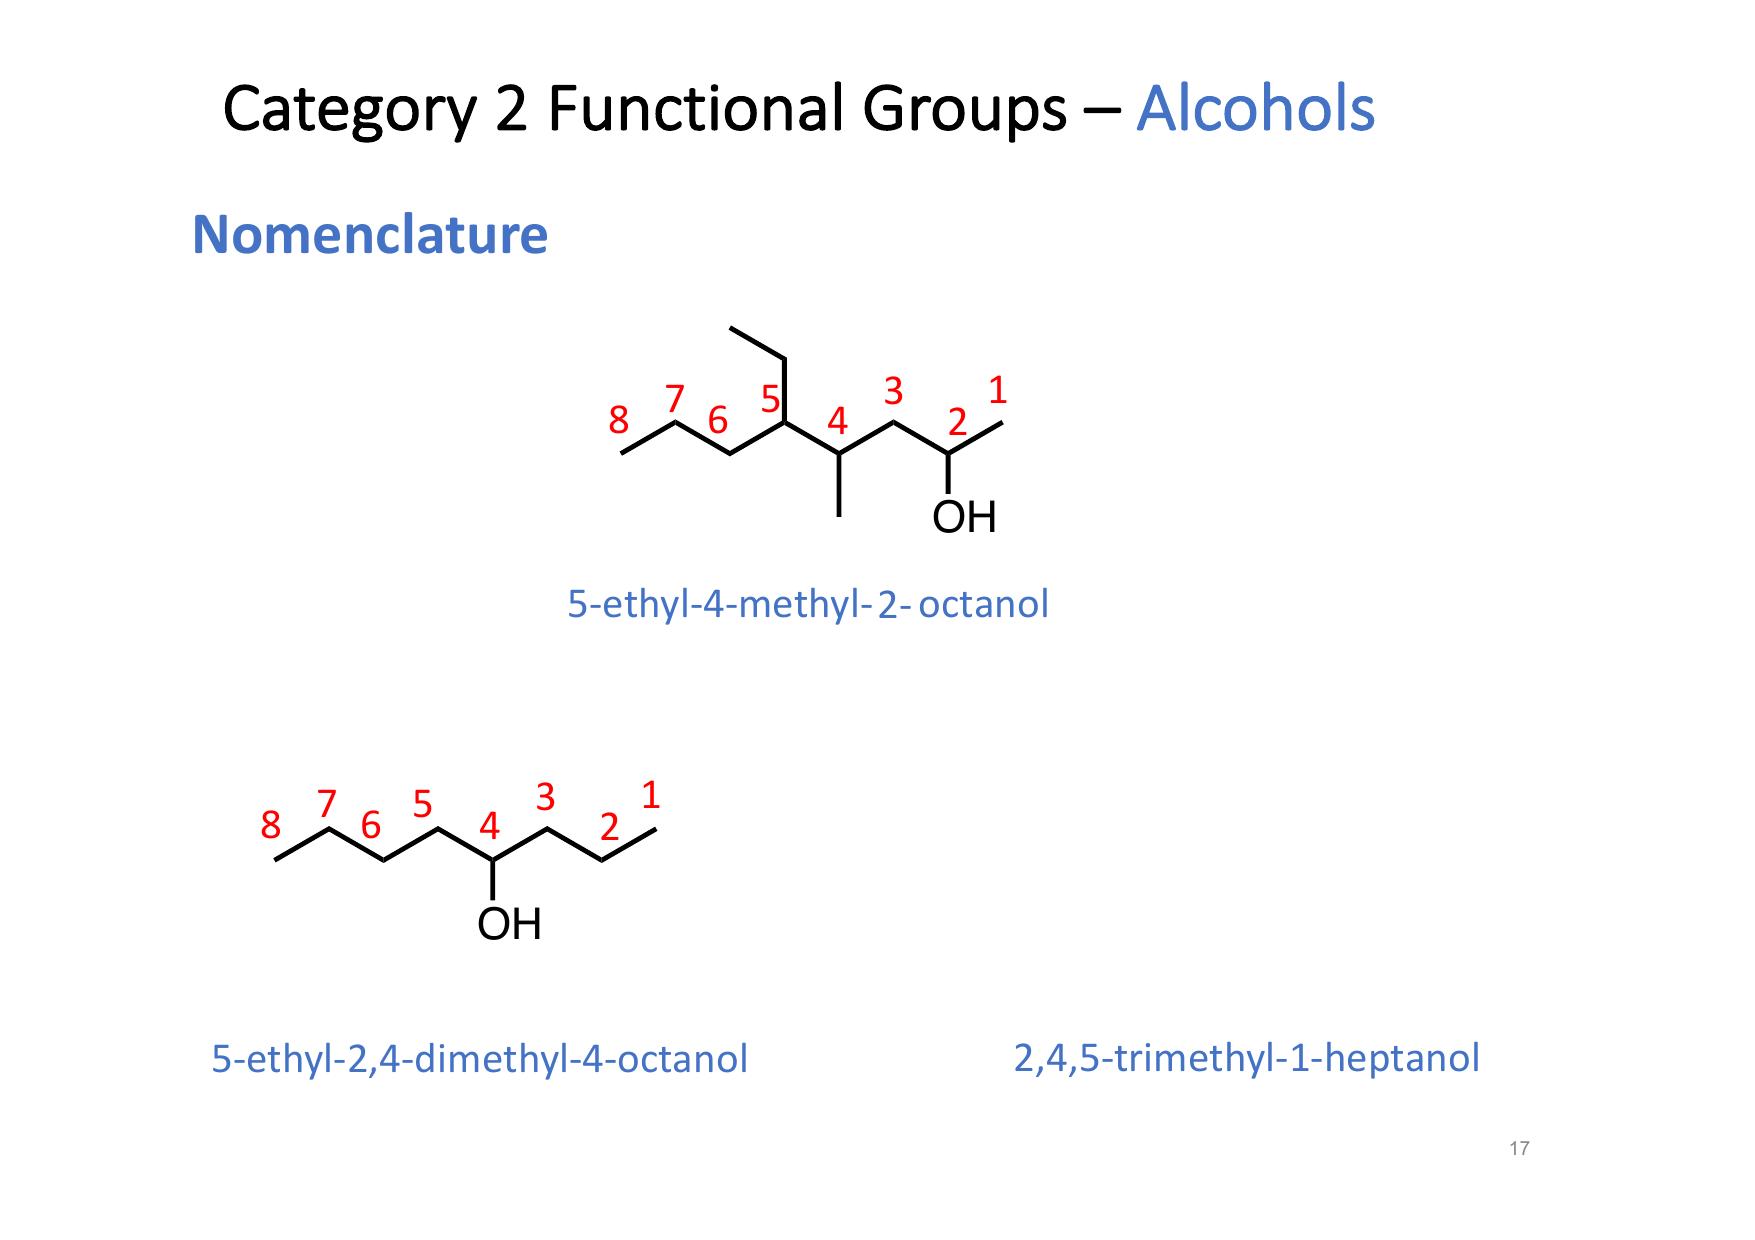 Category 2 Functional Groups – Alcohols
Nomenclature
8 7 6 5 4 3 2 1
OH
5-ethyl-4-methyl-2-octanol
8 7 6 5 4 3 2 1
OH
5-ethyl-2,4-dimethyl-4-octanol
2,4,5-trimethyl-1-heptanol
17